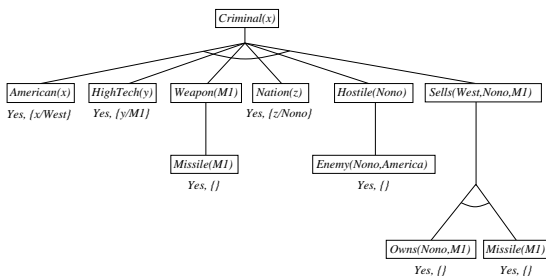 Criminal(x)
American(x) HighTech(y) Weapon(M1) Nation(z) Hostile(Nono) Sells(West,Nono,M1)
Yes, {x/West} Yes, {y/M1} Yes, {z/Nono}
Missile(M1) Enemy(Nono,America)
Yes, {} Yes, {}
Owns(Nono,M1) Missile(M1)
Yes, {} Yes, {}